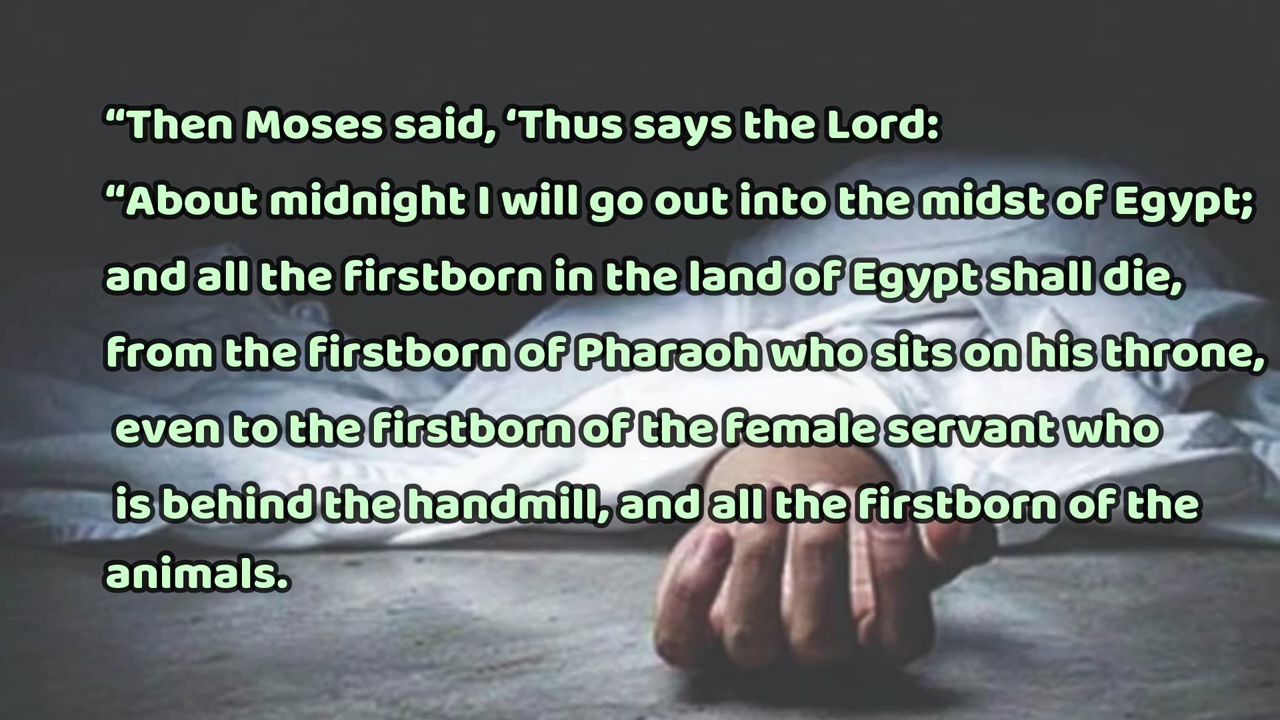 “Then Moses said, ‘Thus says the Lord:
“About midnight I will go out into the midst of Egypt;
and all the firstborn in the land of Egypt shall die,
from the firstborn of Pharaoh who sits on his throne,
even to the firstborn of the female servant who
is behind the handmill, and all the firstborn of the
animals.